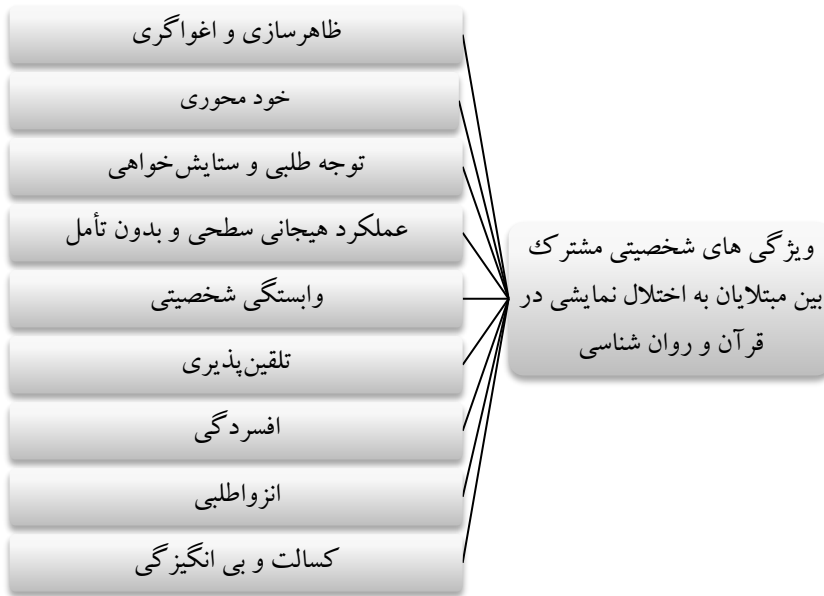 ویژگی های شخصیتی مشترک
بین مبتلایان به اختلال نمایشی در
قرآن و روان شناسی
ظاهرسازی و اغواگری
خود محوری
توجه طلبی و ستایش‌خواهی
عملکرد هیجانی سطحی و بدون تأمل
وابستگی شخصیتی
تلقین‌پذیری
افسردگی
انزواطلبی
کسالت و بی انگیزگی